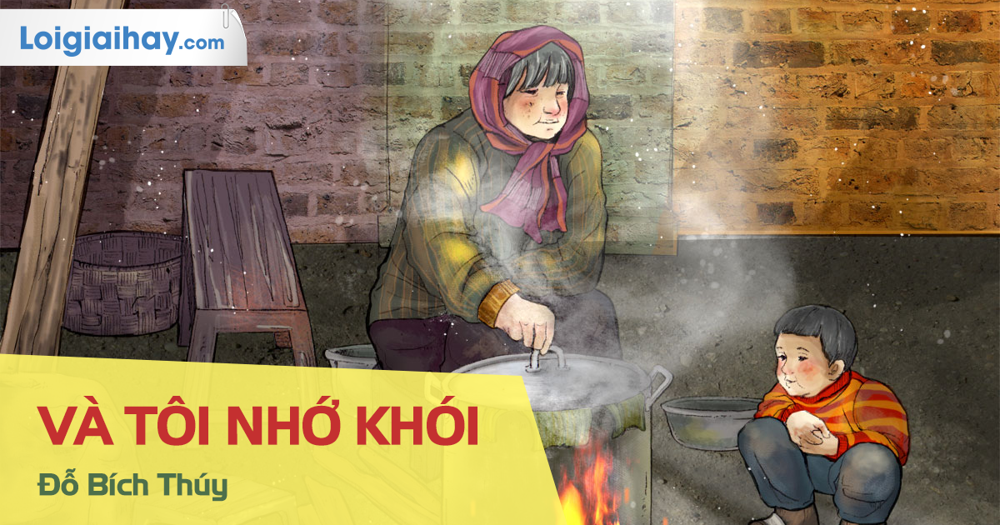 Loigiaihay.com
VÀ TÔI NHỚ KHÓI
Đỗ Bích Thúy